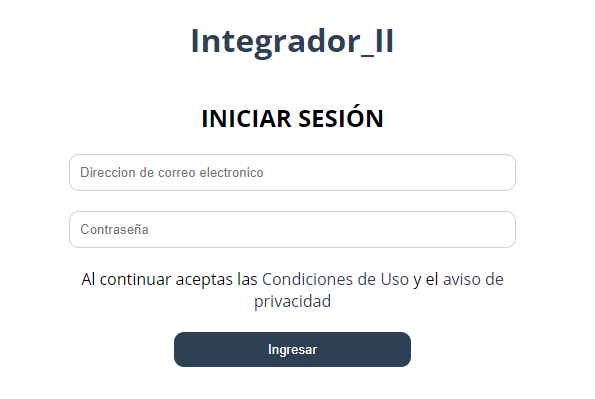 Integrador_II
INICIAR SESIÓN
Direccion de correo electronico
Contraseña
Al continuar aceptas las Condiciones de Uso y el aviso de
privacidad
Ingresar